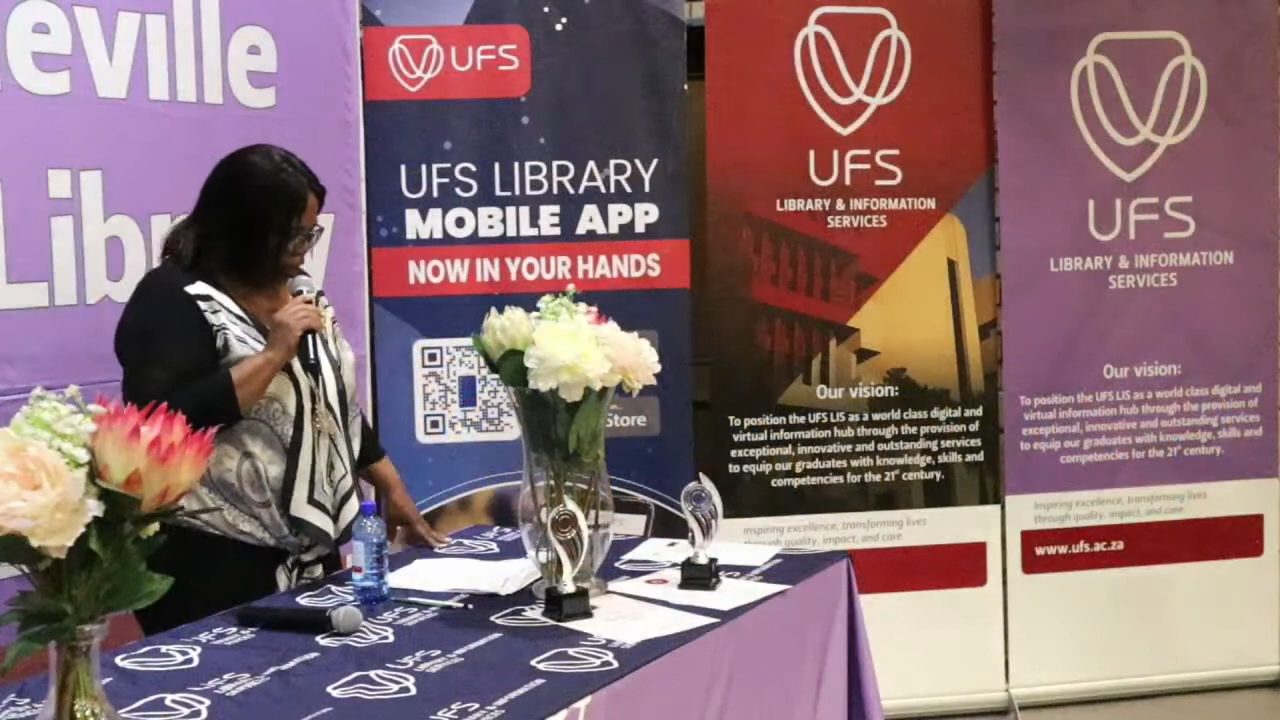 eville
Libr
y
UFS
UFS LIBRARY
MOBILE APP
NOW IN YOUR HANDS
Store
UFS
LIBRARY & INFORMATION
SERVICES
Our vision:
To position the UFS LIS as a world class digital and
virtual information hub through the provision of
exceptional, innovative and outstanding services
to equip our graduates with knowledge, skills and
competencies for the 21st century.
Inspiring excellence, transforming lives
through quality, impact, and care
UFS
LIBRARY & INFORMATION
SERVICES
Our vision:
To position the UFS LIS as a world class digital and
virtual information hub through the provision of
exceptional, innovative and outstanding services
to equip our graduates with knowledge, skills and
competencies for the 21st century.
Inspiring excellence, transforming lives
through quality, impact, and care
www.ufs.ac.za
UFS
UFS
UFS
LIBRARY & INFORMATION
SERVICES